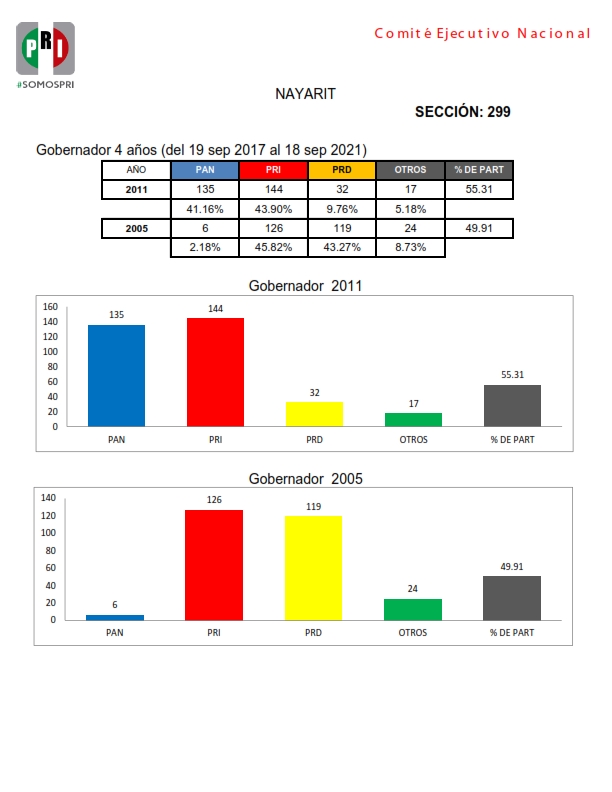 PRI
#SOMOSPRI
Comité Ejecutivo Nacional
NAYARIT
SECCIÓN: 299
Gobernador 4 años (del 19 sep 2017 al 18 sep 2021)
AÑO PAN PRI PRD OTROS % DE PART
2011 135 144 32 17 55.31
41.16% 43.90% 9.76% 5.18%
2005 6 126 119 24 49.91
2.18% 45.82% 43.27% 8.73%
Gobernador 2011
160
140
120
100
80
60
40
20
0
135
144
32
17
55.31
PAN PRI PRD OTROS % DE PART
Gobernador 2005
140
120
100
80
60
40
20
0
6
126
119
24
49.91
PAN PRI PRD OTROS % DE PART